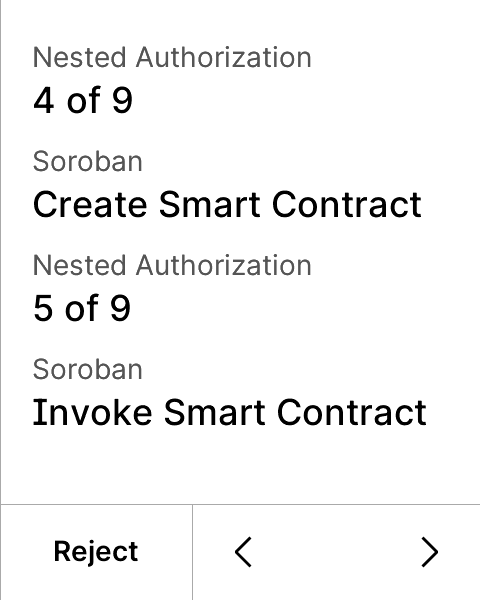 Nested Authorization
4 of 9
Soroban
Create Smart Contract
Nested Authorization
5 of 9
Soroban
Invoke Smart Contract
Reject